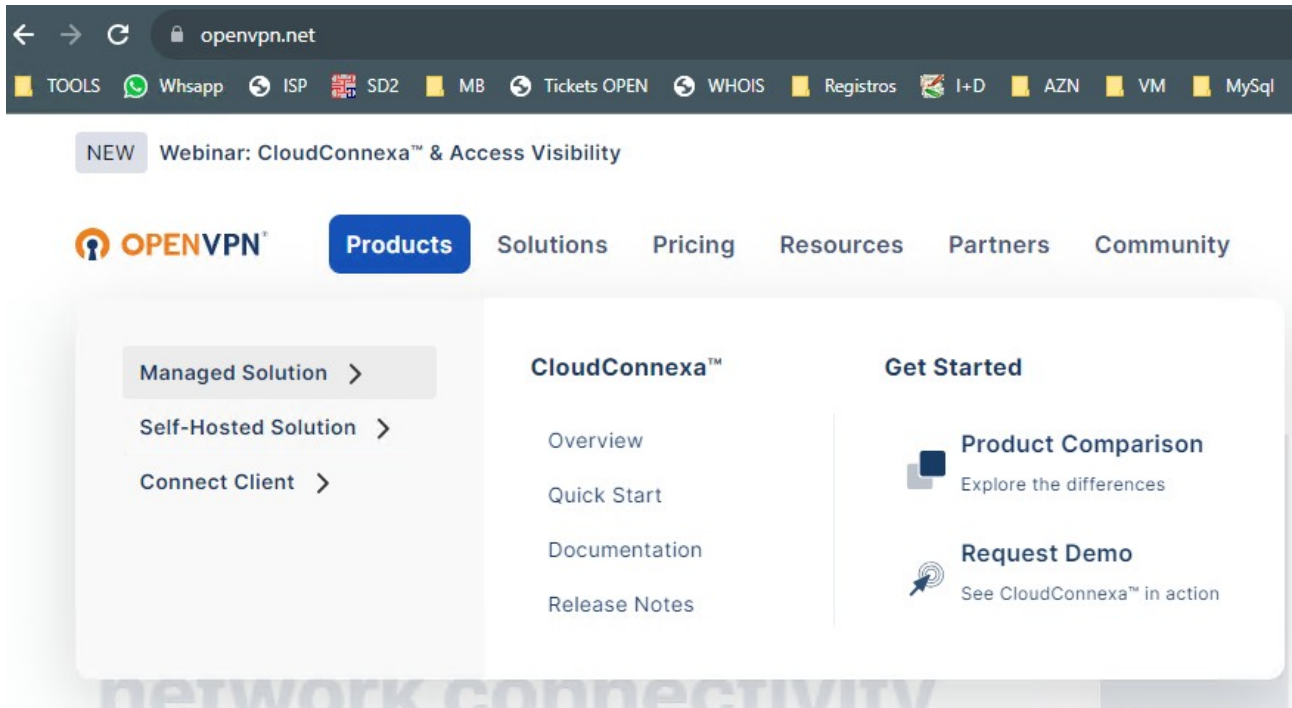 openvpn.net
TOOLS Whsapp ISP SD2 MB Tickets OPEN WHOIS Registros I+D AZN VM MySql
NEW Webinar: CloudConnexa™ & Access Visibility
OPENVPN® Products Solutions Pricing Resources Partners Community
Managed Solution
Self-Hosted Solution
Connect Client
CloudConnexa™
Overview
Quick Start
Documentation
Release Notes
Get Started
Product Comparison
Explore the differences
Request Demo
See CloudConnexa™ in action
network connectivity